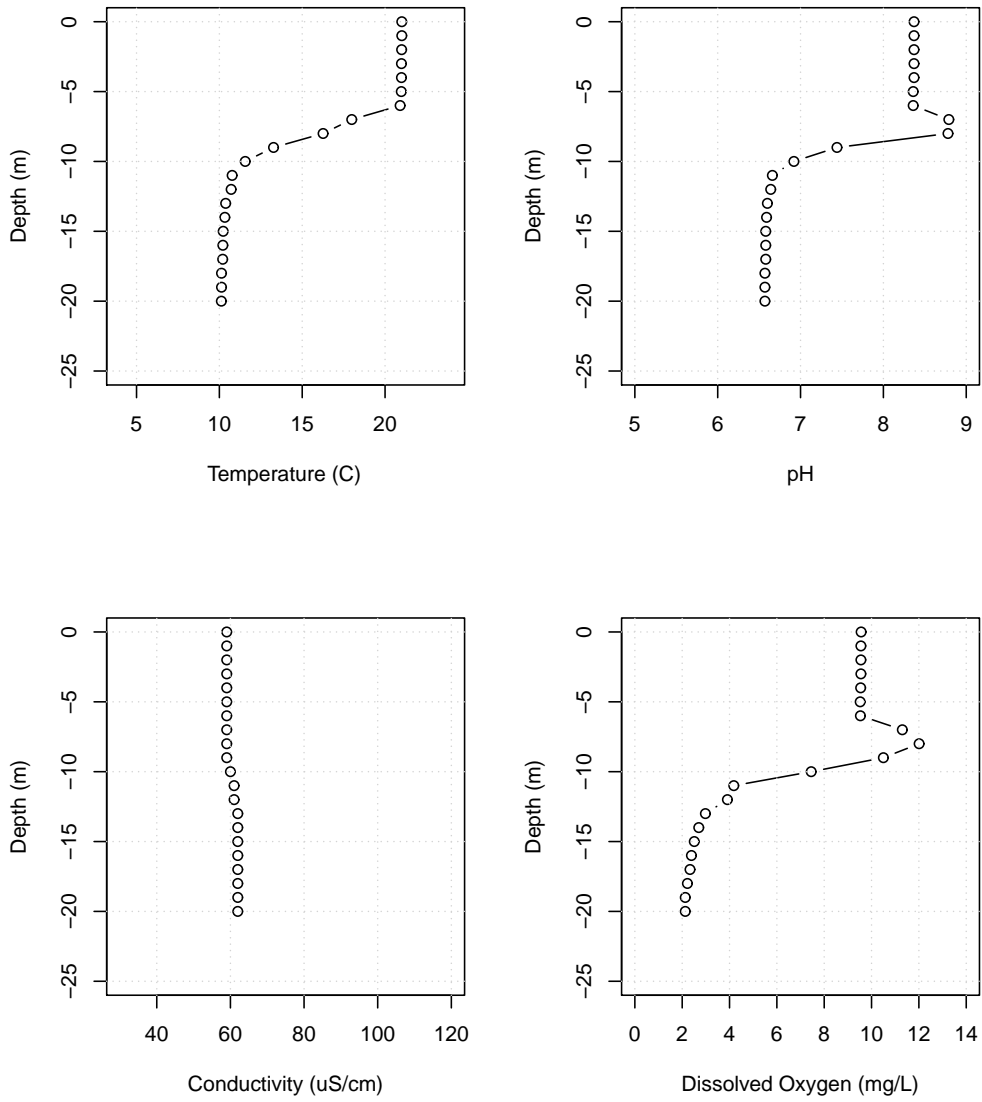 0
−5
−10
−15
−20
−25
Depth (m)
5 10 15 20
Temperature (C)
0
−5
−10
−15
−20
−25
Depth (m)
5 6 7 8 9
pH
0
−5
−10
−15
−20
−25
Depth (m)
40 60 80 100 120
Conductivity (uS/cm)
0
−5
−10
−15
−20
−25
Depth (m)
0 2 4 6 8 10 12 14
Dissolved Oxygen (mg/L)